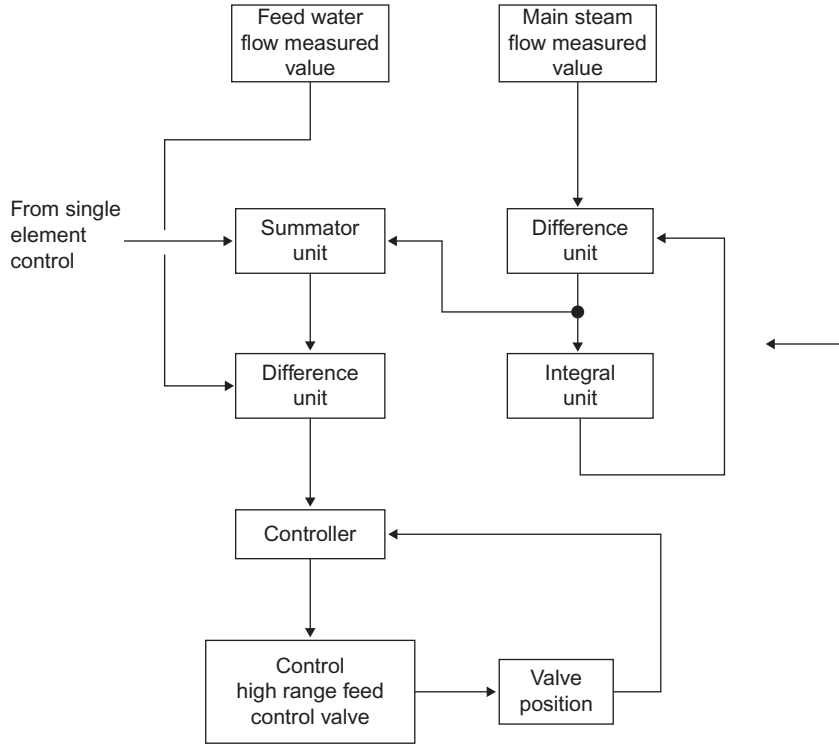 Feed water
flow measured
value
Main steam
flow measured
value
From single
element
control
Summator
unit
Difference
unit
Difference
unit
Integral
unit
Controller
Control
high range feed
control valve
Valve
position